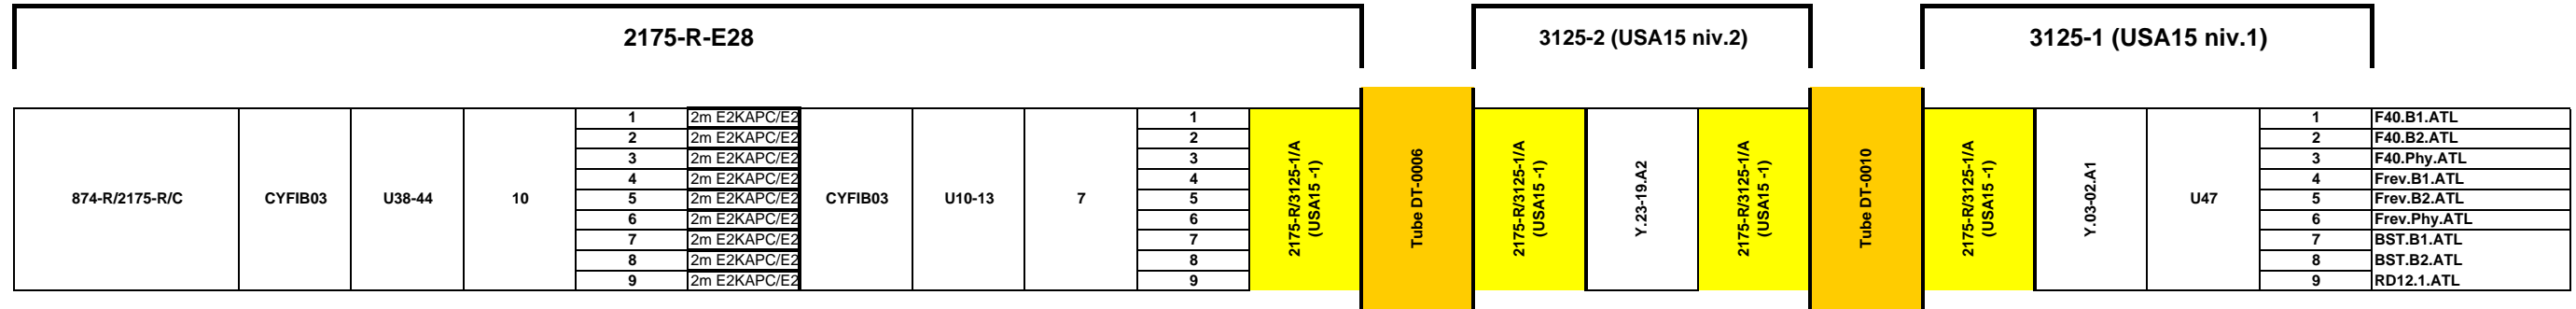 2175-R-E28
3125-2 (USA15 niv.2)
3125-1 (USA15 niv.1)
874-R/2175-R/C
CYFIB03
U38-44
10
1 2m E2KAPC/E2
2 2m E2KAPC/E2
3 2m E2KAPC/E2
4 2m E2KAPC/E2
5 2m E2KAPC/E2
6 2m E2KAPC/E2
7 2m E2KAPC/E2
8 2m E2KAPC/E2
9 2m E2KAPC/E2
CYFIB03
U10-13
7
1
2
3
4
5
6
7
8
9
2175-R/3125-1/A
(USA15 -1)
Tube DT-0006
2175-R/3125-1/A
(USA15 -1)
Y.23-19.A2
2175-R/3125-1/A
(USA15 -1)
Tube DT-0010
2175-R/3125-1/A
(USA15 -1)
Y.03-02.A1
U47
1 F40.B1.ATL
2 F40.B2.ATL
3 F40.Phy.ATL
4 Frev.B1.ATL
5 Frev.B2.ATL
6 Frev.Phy.ATL
7 BST.B1.ATL
8 BST.B2.ATL
9 RD12.1.ATL